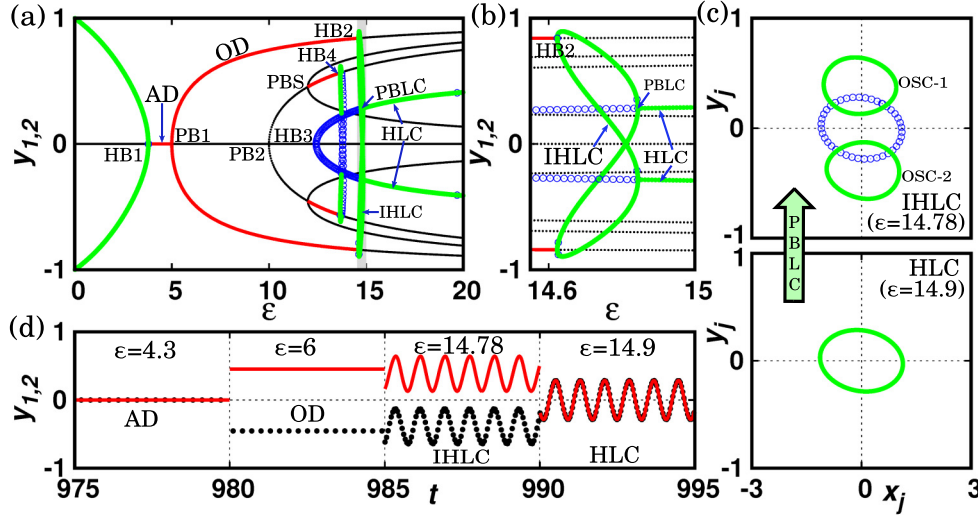 (a)
1
0.5
0
-0.5
-1
y1,2
0
5
10
15
20
ε
OD
AD
HB1
PB1
PB2
PBS
HB4
HB2
HB3
PBLC
HLC
IHLC
(b)
1
0
-1
y1,2
14.6
15
ε
HB2
PBLC
IHLC
HLC
(c)
1
0
-1
yj
OSC-1
OSC-2
IHLC
(ε=14.78)
PBLC
1
0
-1
yj
HLC
(ε=14.9)
-3
0
3
xj
(d)
1
0
-1
y1,2
ε=4.3
ε=6
ε=14.78
ε=14.9
AD
OD
IHLC
HLC
975
980
985
990
995
t